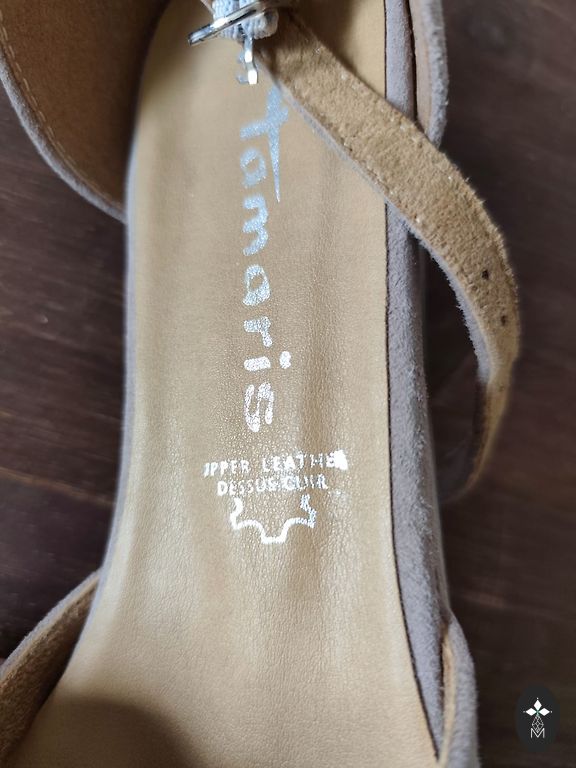 tamaris
UPPER LEATHER
DESSUS CUIR
M